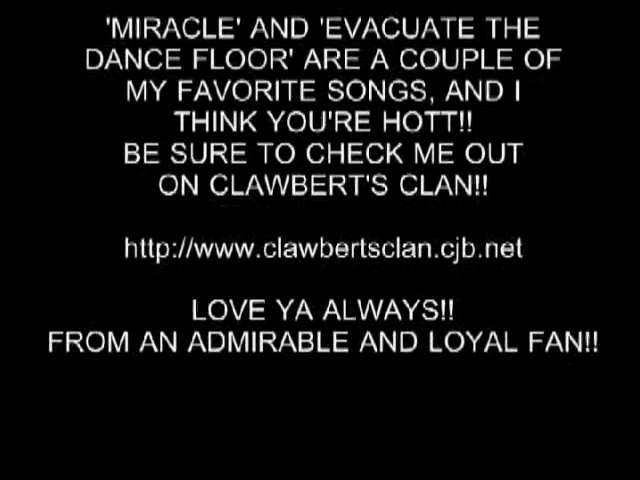 'MIRACLE' AND 'EVACUATE THE
DANCE FLOOR' ARE A COUPLE OF
MY FAVORITE SONGS, AND I
THINK YOU'RE HOTT!!
BE SURE TO CHECK ME OUT
ON CLAWBERT'S CLAN!!
http://www.clawbertsclan.cjb.net
LOVE YA ALWAYS!!
FROM AN ADMIRABLE AND LOYAL FAN!!